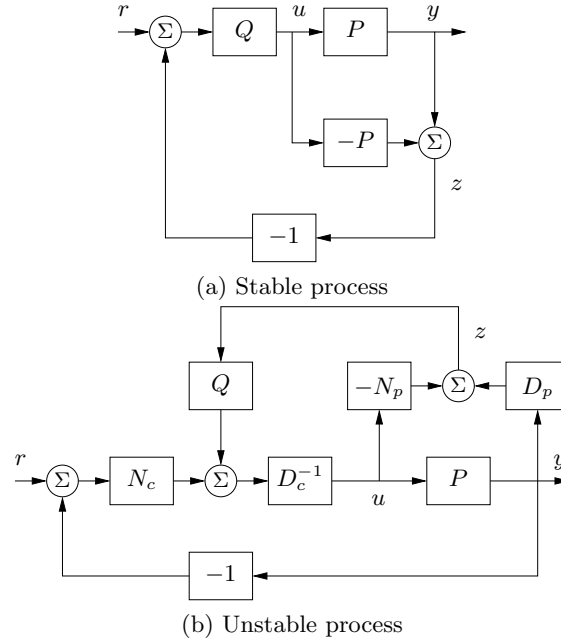 r Σ Q u P y
-P Σ
z
-1
(a) Stable process
z
Q -N_p Σ D_p
r Σ N_c Σ D_c^{-1} u P y
-1
(b) Unstable process